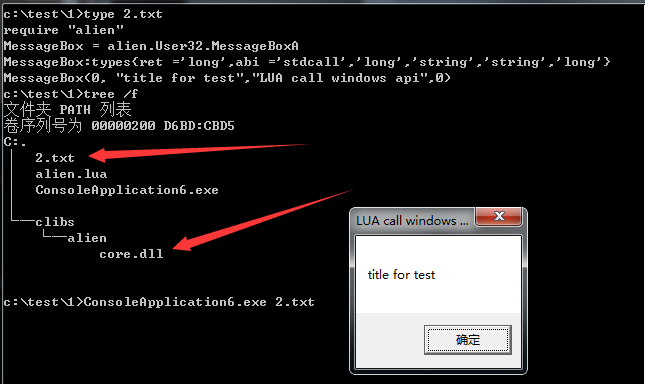 c:\test\1>type 2.txt
require "alien"
MessageBox = alien.User32.MessageBoxA
MessageBox:types{ret ='long',abi ='stdcall','long','string','string','long'}
MessageBox(0, "title for test","LUA call windows api",0)
c:\test\1>tree /f
文件夹 PATH 列表
卷序列号为 00000200 D6BD:CBD5
C:.
2.txt
alien.lua
ConsoleApplication6.exe
clibs
alien
core.dll
c:\test\1>ConsoleApplication6.exe 2.txt
LUA call windows ...
title for test
确定